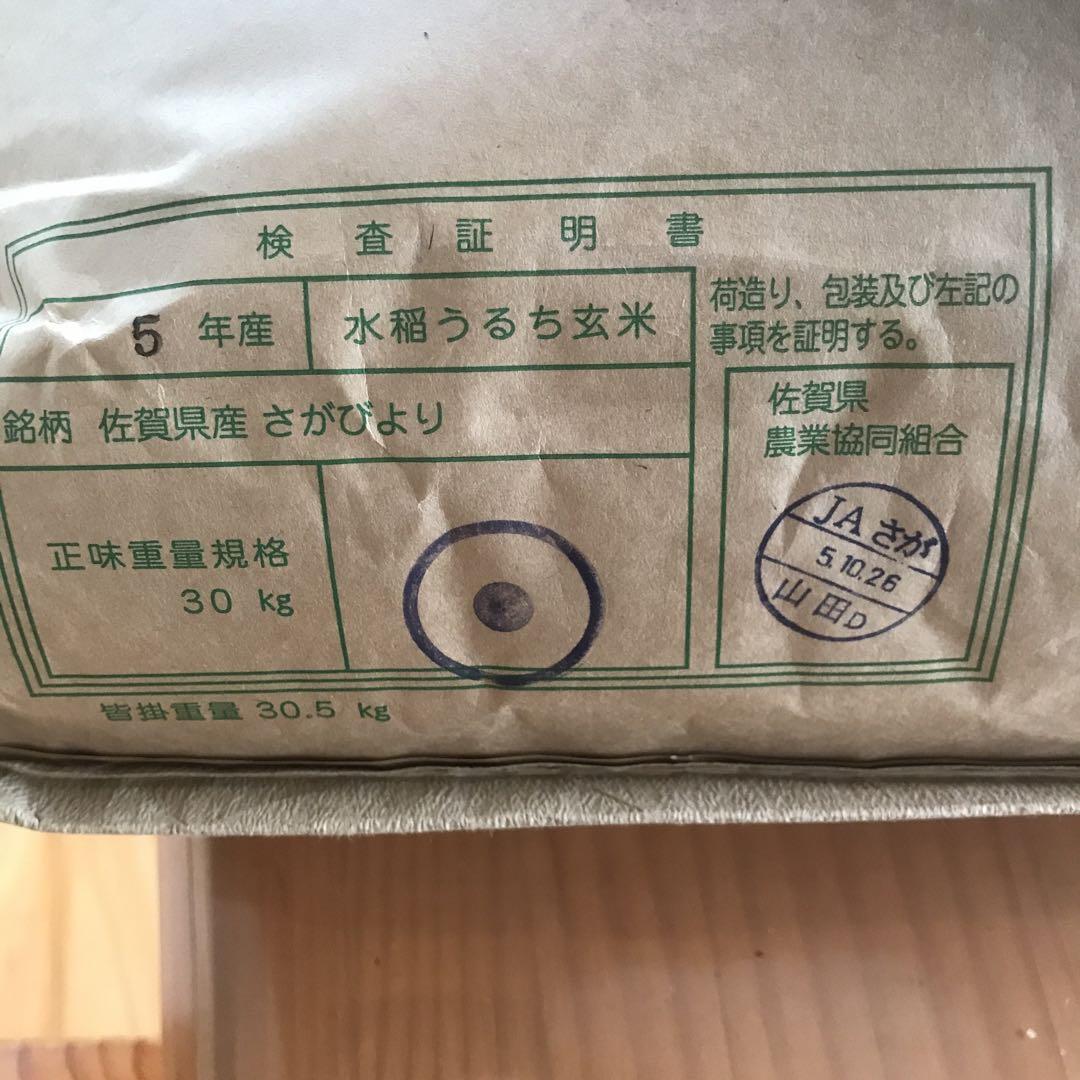 検査証明書
5 年産
水稲うるち玄米
銘柄 佐賀県産 さがびより
正味重量規格
30 kg
皆掛重量 30.5 kg
荷造り、包装及び左記の
事項を証明する。
佐賀県
農業協同組合
JAさが
5.10.26
山田D